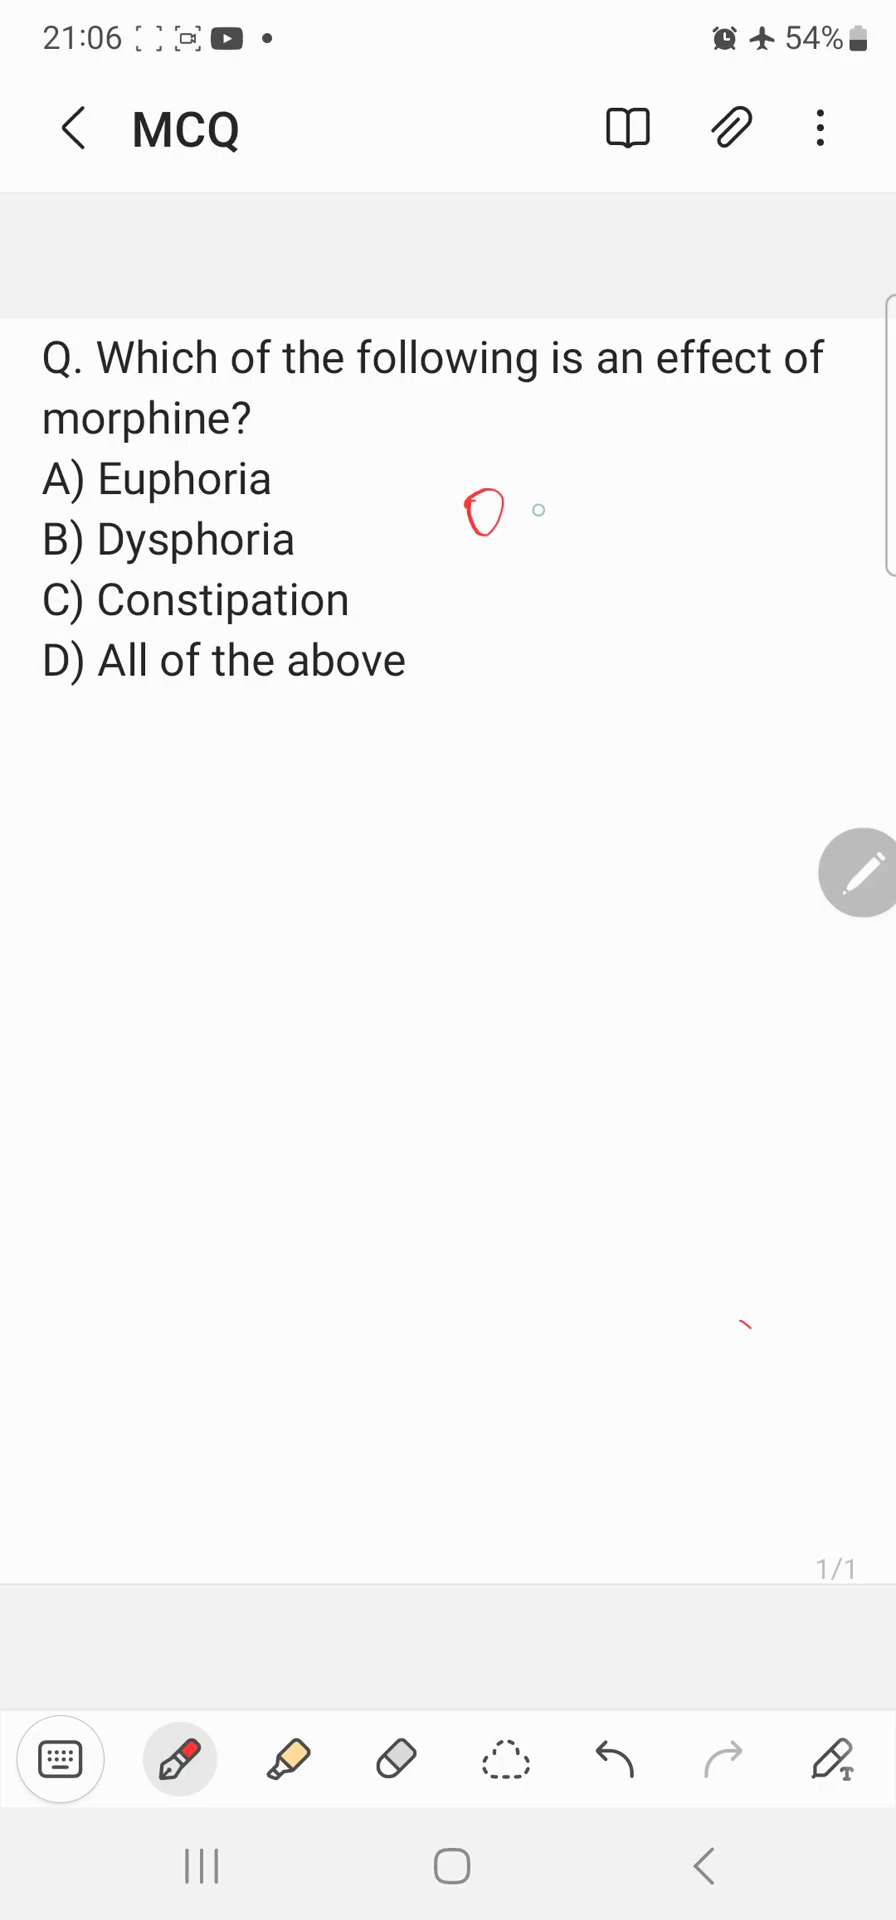 21:06
54%
MCQ
Q. Which of the following is an effect of
morphine?
A) Euphoria
B) Dysphoria
C) Constipation
D) All of the above
1/1
T